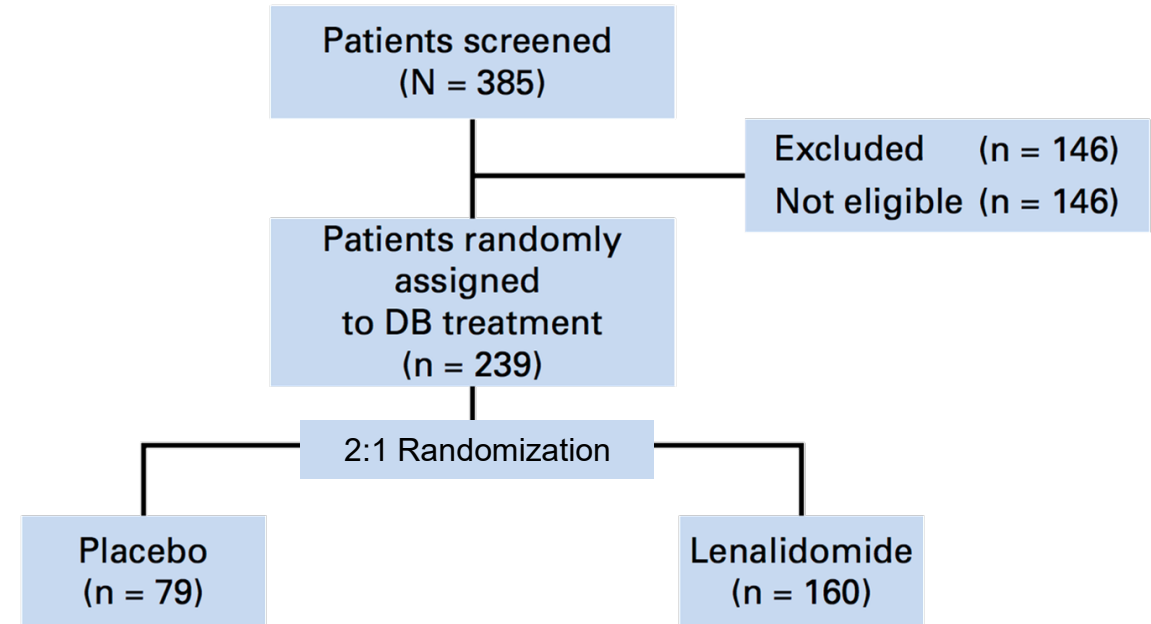 Patients screened
(N = 385)
Excluded (n = 146)
Not eligible (n = 146)
Patients randomly
assigned
to DB treatment
(n = 239)
2:1 Randomization
Placebo
(n = 79)
Lenalidomide
(n = 160)